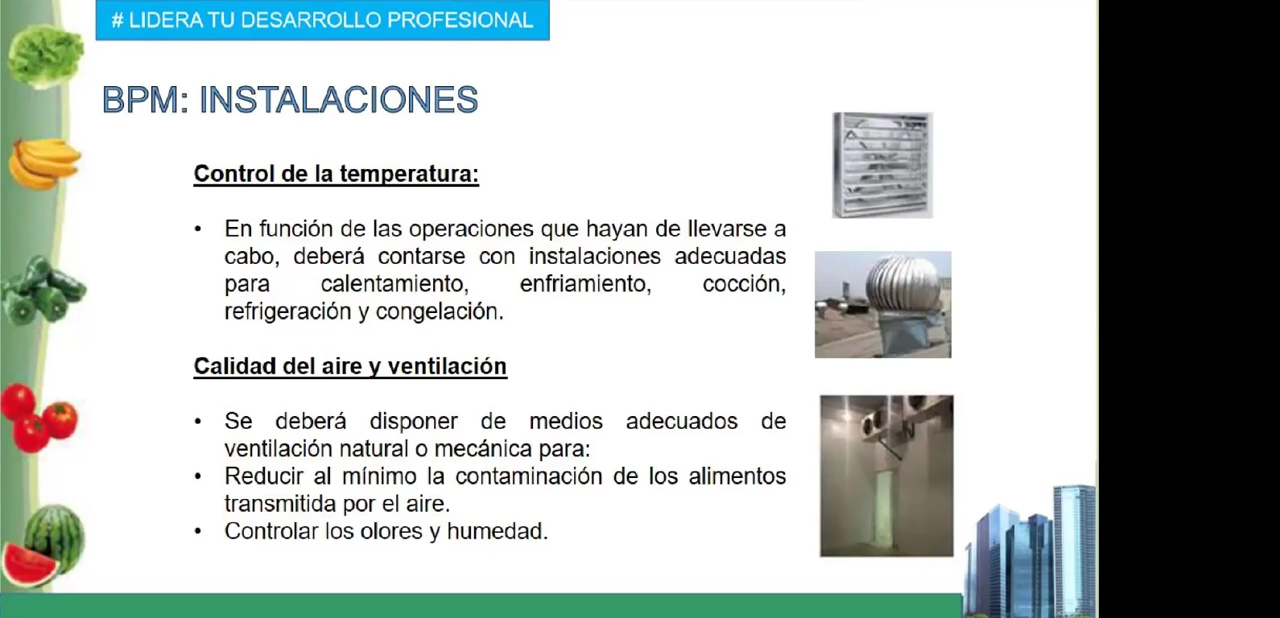 # LIDERA TU DESARROLLO PROFESIONAL
BPM: INSTALACIONES
Control de la temperatura:
• En función de las operaciones que hayan de llevarse a
cabo, deberá contarse con instalaciones adecuadas
para calentamiento, enfriamiento, cocción,
refrigeración y congelación.
Calidad del aire y ventilación
• Se deberá disponer de medios adecuados de
ventilación natural o mecánica para:
• Reducir al mínimo la contaminación de los alimentos
transmitida por el aire.
• Controlar los olores y humedad.